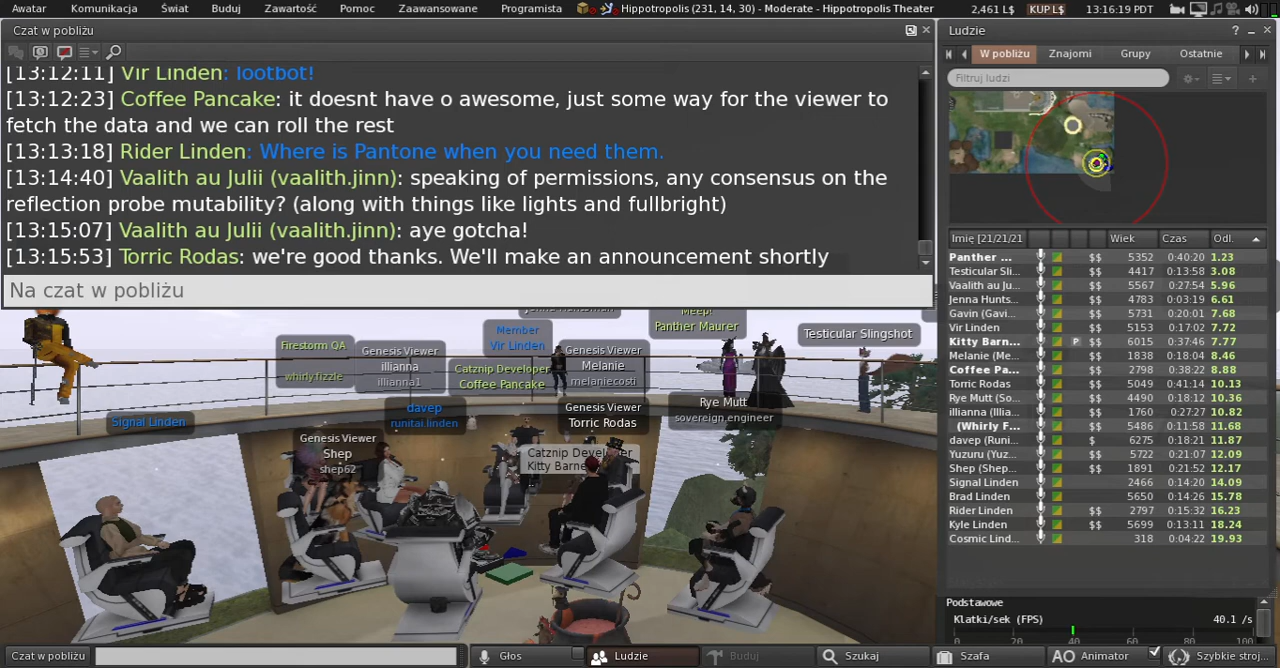 Awatar Komunikacja Świat Buduj Zawartość Pomoc Zaawansowane Programista Hippotropolis (231, 14, 30) - Moderate - Hippotropolis Theater 2,461 L$ KUP L$ 13:16:19 PDT
Czat w pobliżu
[13:12:11] Vir Linden: lootbot!
[13:12:23] Coffee Pancake: it doesnt have o awesome, just some way for the viewer to
fetch the data and we can roll the rest
[13:13:18] Rider Linden: Where is Pantone when you need them.
[13:14:40] Vaalith au Julii (vaalith.jinn): speaking of permissions, any consensus on the
reflection probe mutability? (along with things like lights and fullbright)
[13:15:07] Vaalith au Julii (vaalith.jinn): aye gotcha!
[13:15:53] Torric Rodas: we're good thanks. We'll make an announcement shortly
Na czat w pobliżu
Meep!
Panther Maurer
Member
Vir Linden
Testicular Slingshot
Firestorm QA
whirly.fizzle
Genesis Viewer
illianna
illianna1
Catznip Developer
Coffee Pancake
Genesis Viewer
Melanie
melaniecosti
Signal Linden
davep
runitai.linden
Genesis Viewer
Torric Rodas
Rye Mutt
sovereign.engineer
Genesis Viewer
Shep
shep62
Catznip Develop
Kitty Barne
Ludzie
W pobliżu Znajomi Grupy Ostatnie
Filtruj ludzi
Imię [21/21/21 Wiek Czas Odl.
Panther ... $$ 5352 0:40:20 1.23
Testicular Sli... $$ 4417 0:13:58 3.08
Vaalith au Ju... $$ 5567 0:27:54 5.96
Jenna Hunts... $$ 4783 0:03:19 6.61
Gavin (Gavi... $$ 5731 0:20:01 7.68
Vir Linden $$ 5153 0:17:02 7.72
Kitty Barn... P $$ 6015 0:37:46 7.77
Melanie (Me... $$ 1838 0:18:04 8.46
Coffee Pa... $$ 2798 0:38:22 8.88
Torric Rodas $$ 5049 0:41:14 10.13
Rye Mutt (So... $$ 4490 0:18:12 10.36
illianna (Illia... $$ 1760 0:27:27 10.82
(Whirly F... $$ 5486 0:11:58 11.68
davep (Runi... $ 6275 0:18:21 11.87
Yuzuru (Yuz... $$ 5722 0:21:07 12.09
Shep (Shep... $$ 1891 0:21:52 12.17
Signal Linden 2466 0:14:20 14.09
Brad Linden 5650 0:14:26 15.78
Rider Linden $$ 2797 0:15:32 16.23
Kyle Linden $$ 5699 0:13:11 18.24
Cosmic Lind... 318 0:04:22 19.93
Podstawowe
Klatki/sek (FPS) 40.1 /s
0 20 40 60 80 100
Czat w pobliżu Głos Ludzie Buduj Szukaj Szafa AO Animator Szybkie stroj...